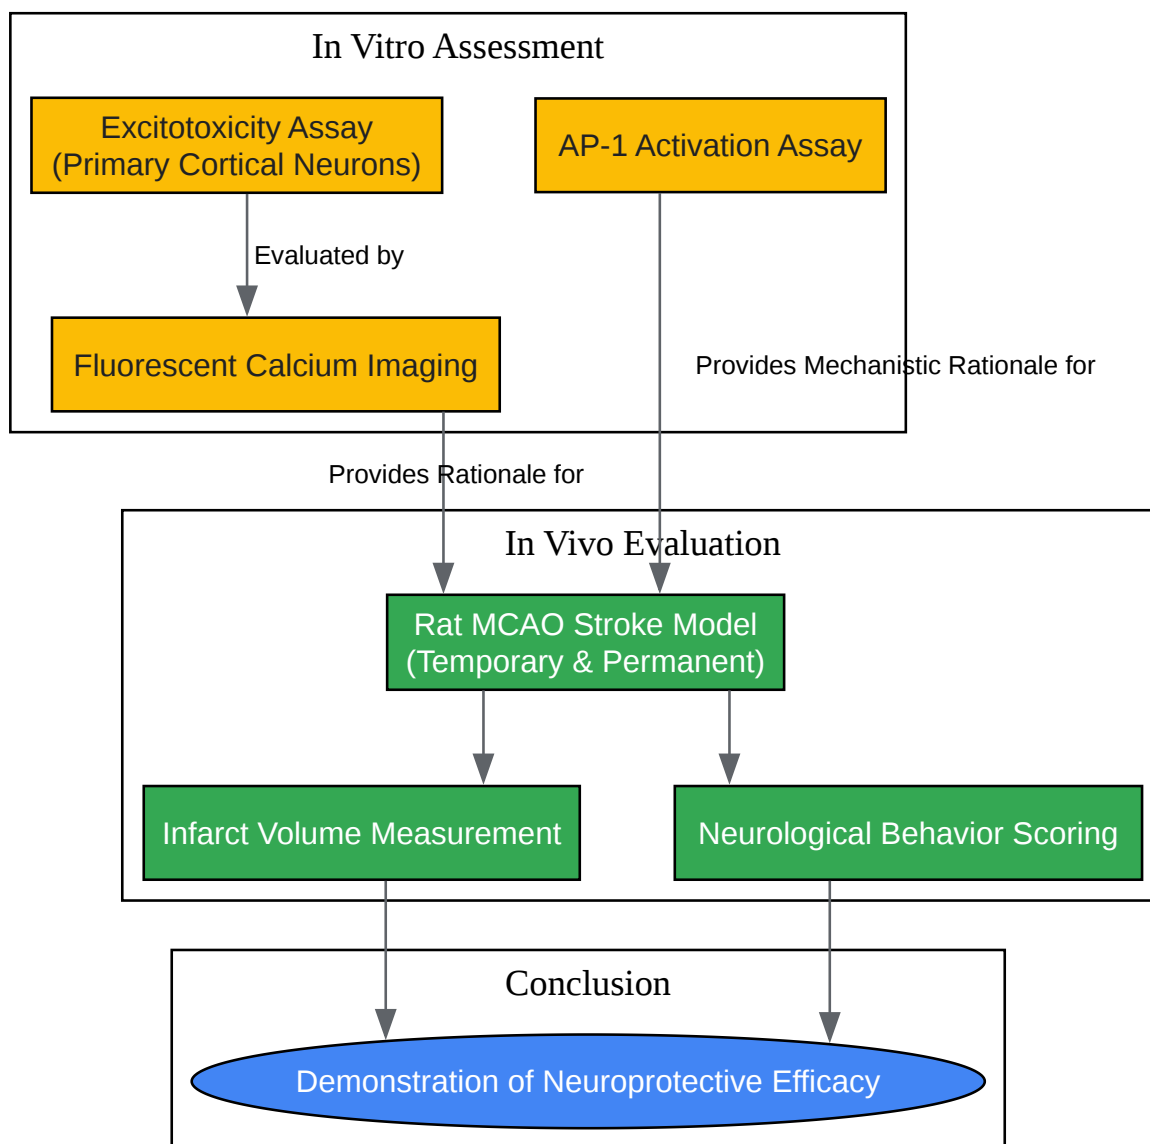 In Vitro Assessment
Excitotoxicity Assay
(Primary Cortical Neurons)
AP-1 Activation Assay
Evaluated by
Fluorescent Calcium Imaging
Provides Mechanistic Rationale for
Provides Rationale for
In Vivo Evaluation
Rat MCAO Stroke Model
(Temporary & Permanent)
Infarct Volume Measurement
Neurological Behavior Scoring
Conclusion
Demonstration of Neuroprotective Efficacy